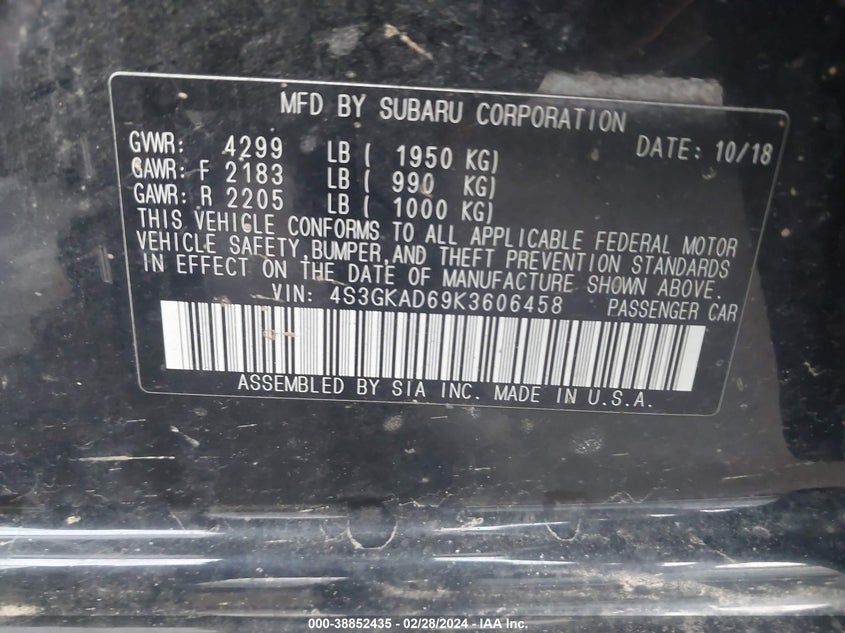 MFD BY SUBARU CORPORATION
GVWR: 4299 LB ( 1950 KG) DATE: 10/18
GAWR: F 2183 LB ( 990 KG)
GAWR: R 2205 LB ( 1000 KG)
THIS VEHICLE CONFORMS TO ALL APPLICABLE FEDERAL MOTOR
VEHICLE SAFETY, BUMPER, AND THEFT PREVENTION STANDARDS
IN EFFECT ON THE DATE OF MANUFACTURE SHOWN ABOVE.
VIN: 4S3GKAD69K3606458 PASSENGER CAR
ASSEMBLED BY SIA INC. MADE IN U.S.A.
000-38852435 - 02/28/2024 - IAA Inc.